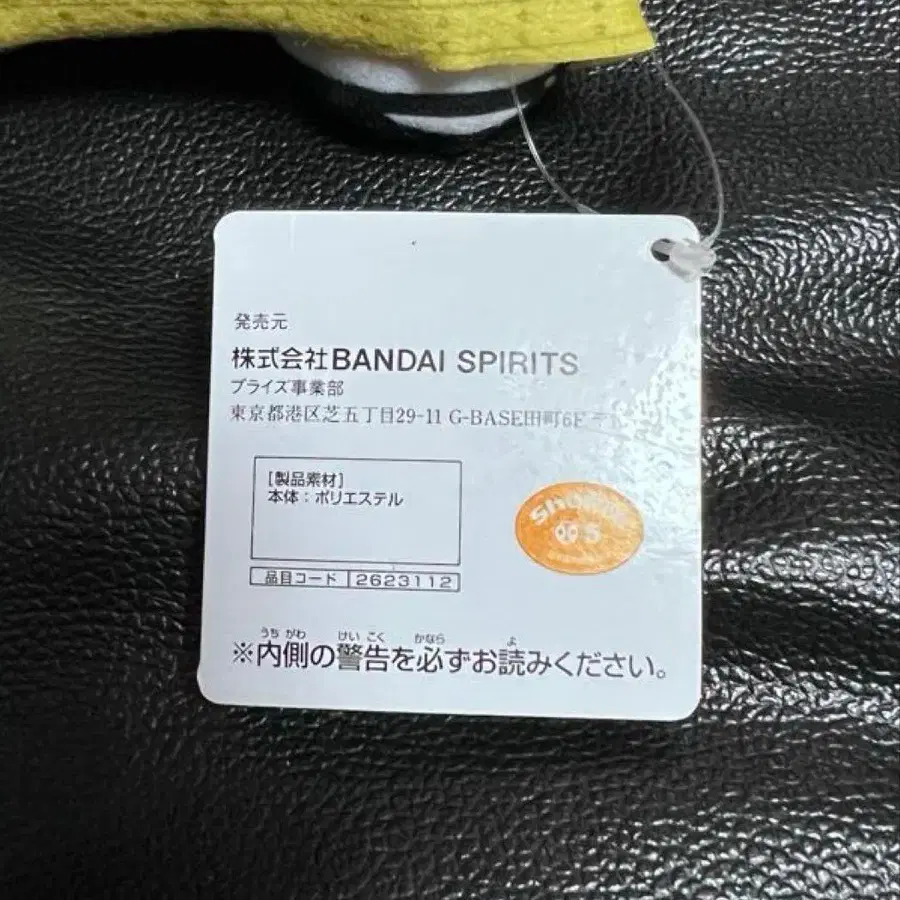 発売元
株式会社BANDAI SPIRITS
プライズ事業部
東京都港区芝五丁目29-11 G-BASE田町6F
[製品素材]
本体：ポリエステル
品目コード 2623112
うちがわ けいこく かなら よ
※内側の警告を必ずお読みください。